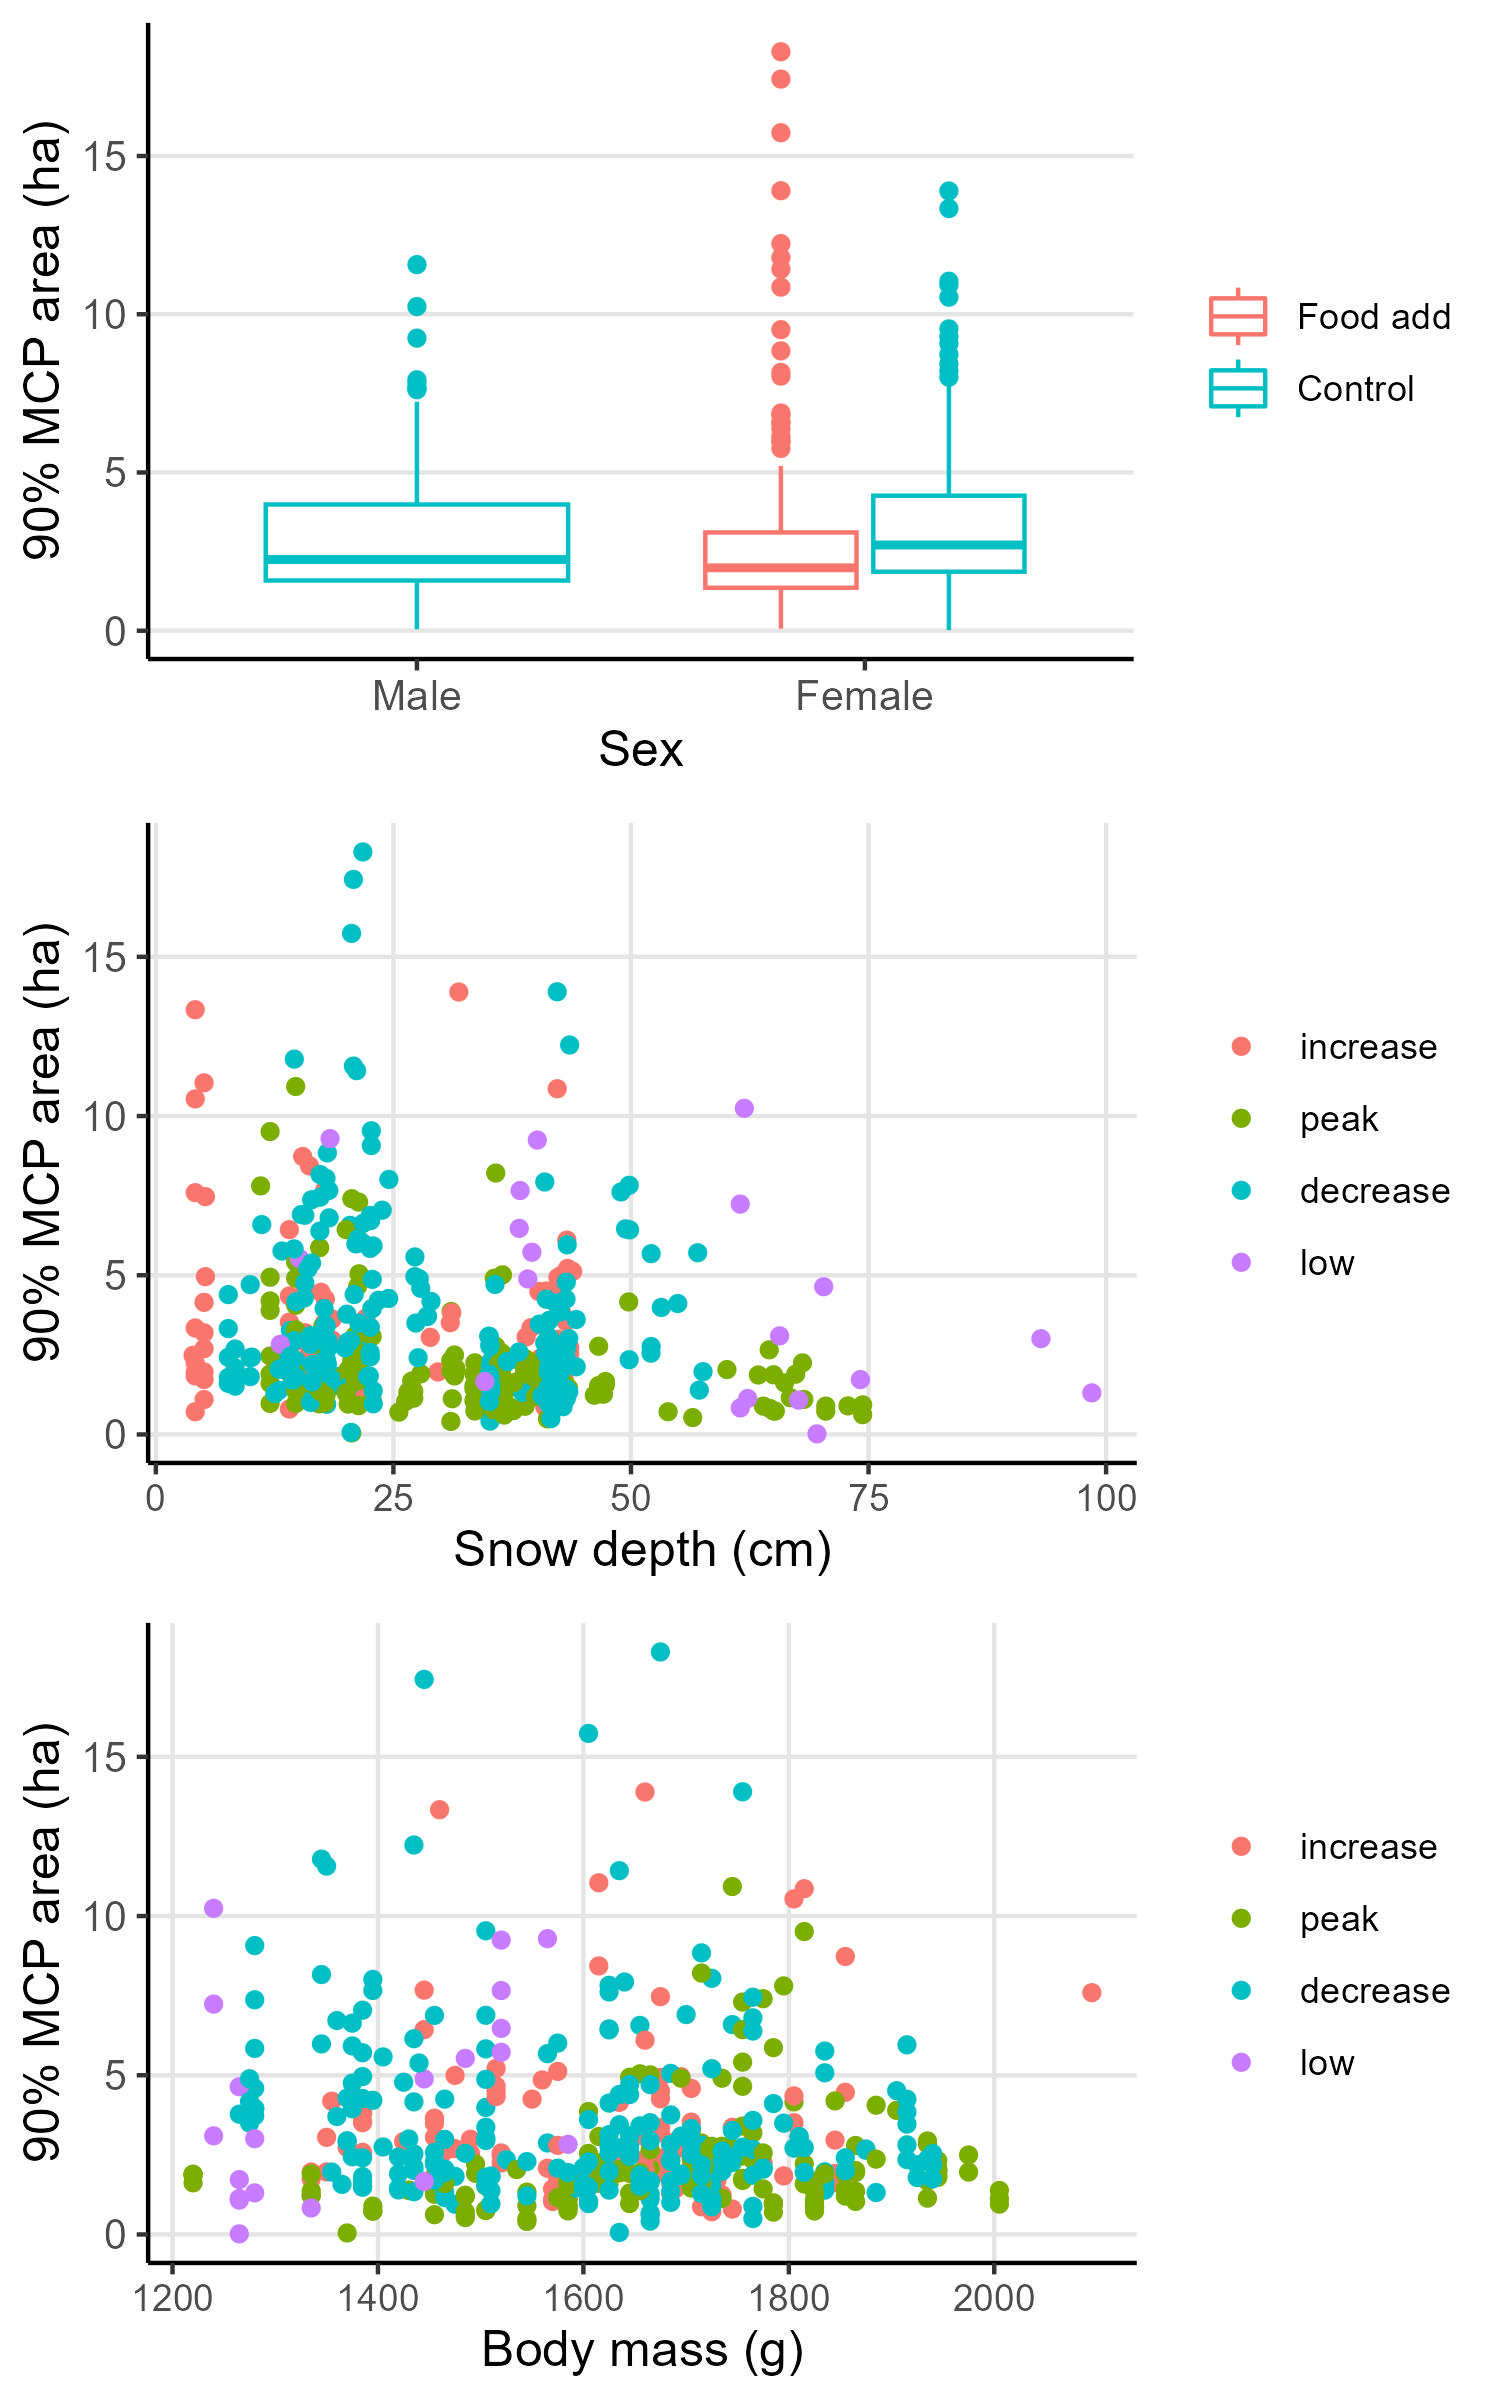 90% MCP area (ha)
15
10
5
0
Male
Female
Sex
Food add
Control
90% MCP area (ha)
15
10
5
0
0
25
50
75
100
Snow depth (cm)
increase
peak
decrease
low
90% MCP area (ha)
15
10
5
0
1200
1400
1600
1800
2000
Body mass (g)
increase
peak
decrease
low